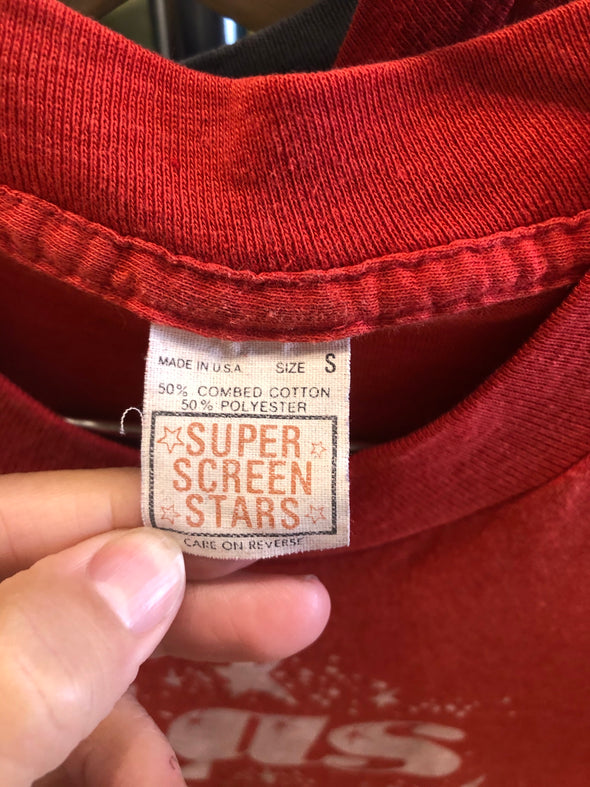 MADE IN U.S.A. SIZE S
50% COMBED COTTON
50% POLYESTER
SUPER
SCREEN
STARS
CARE ON REVERSE